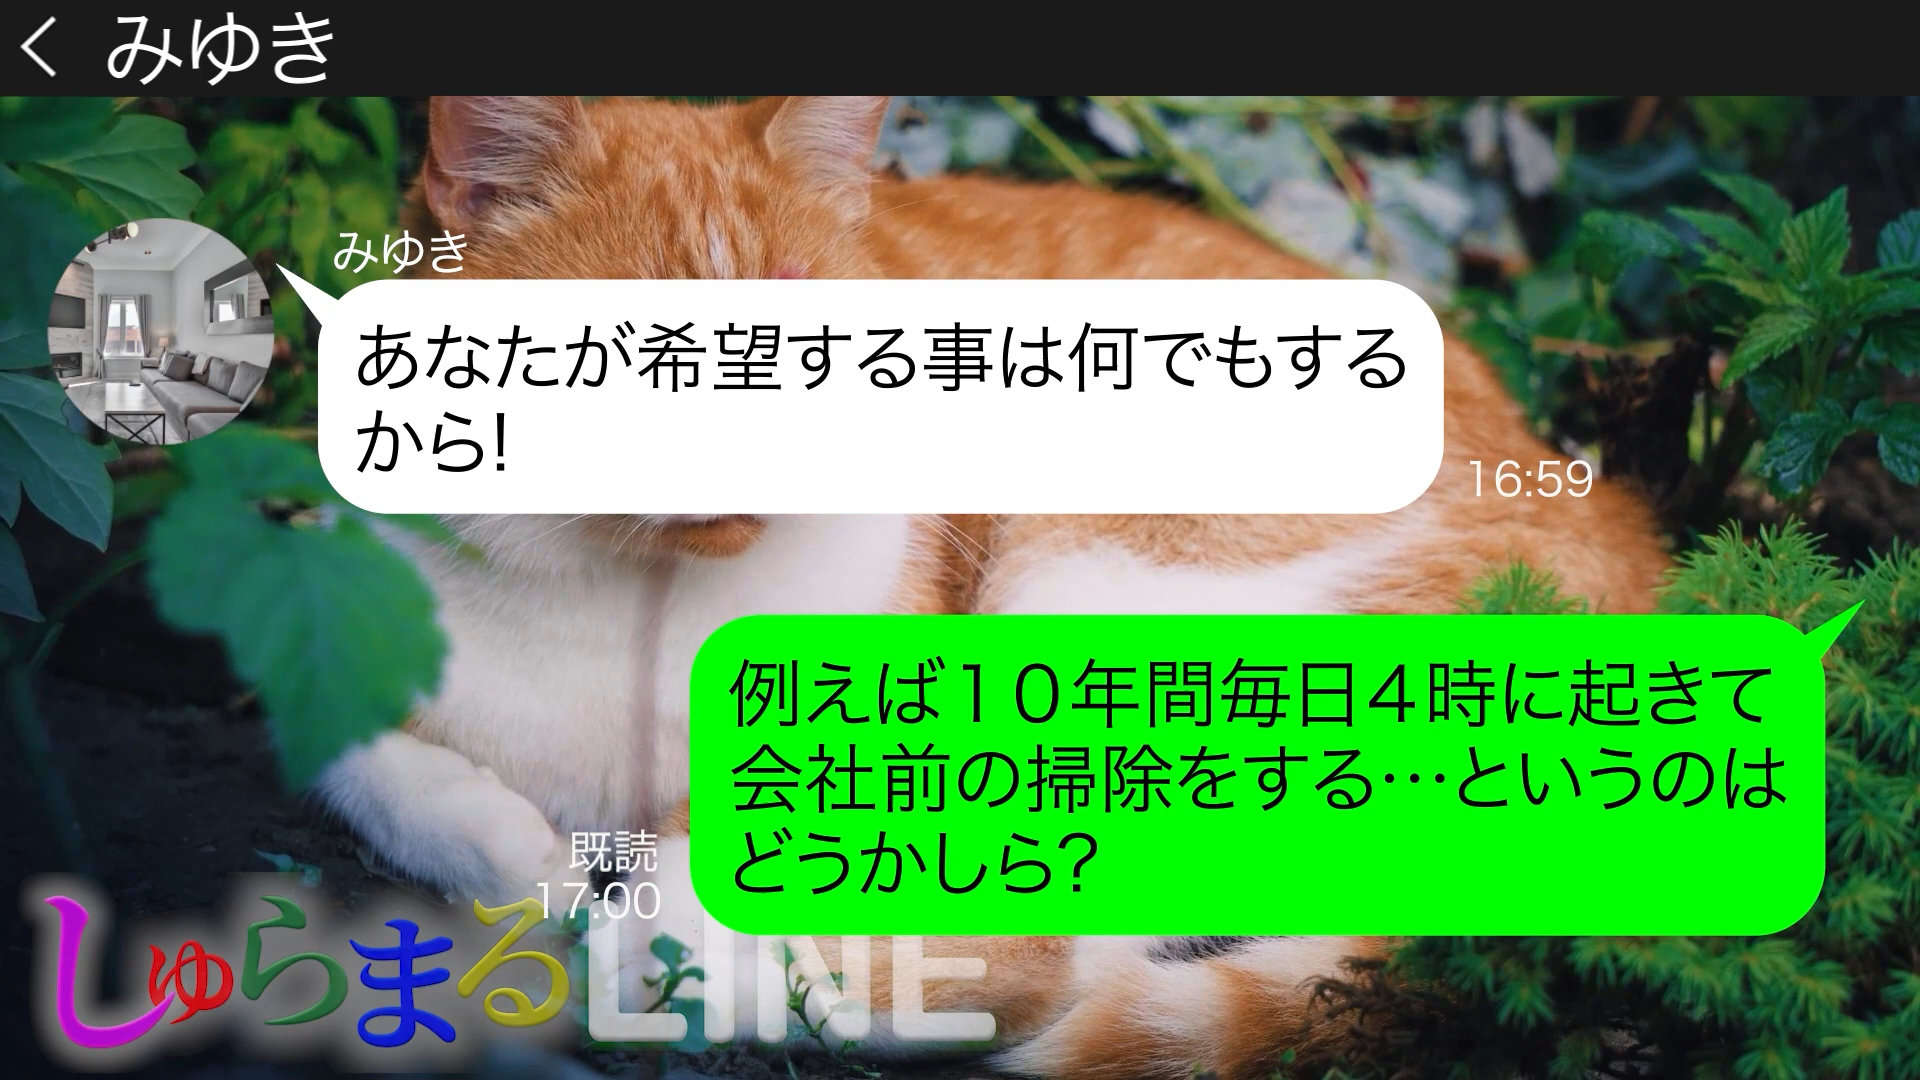 みゆき
みゆき
あなたが希望する事は何でもする
から!
16:59
例えば１０年間毎日４時に起きて
会社前の掃除をする…というのは
どうかしら?
既読
17:00
しゅらまるLINE